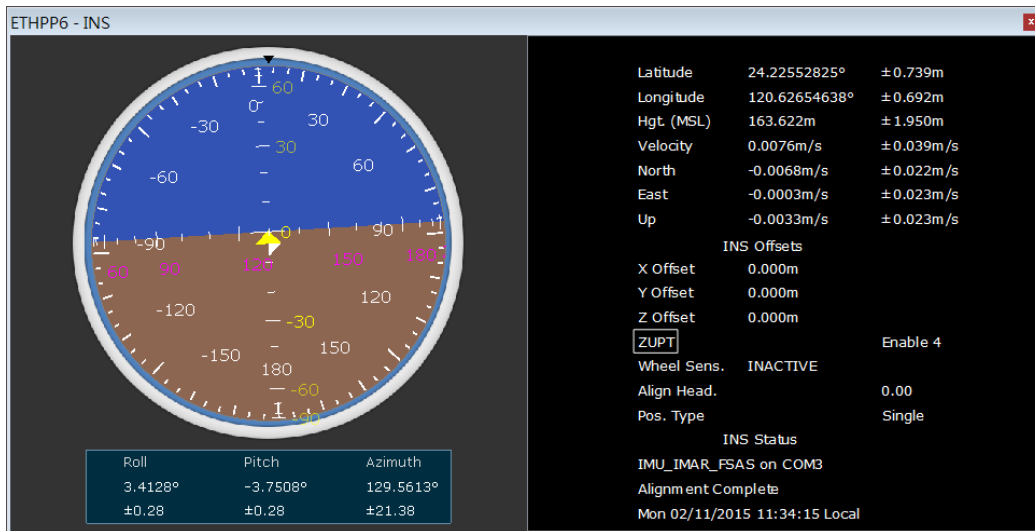 ETHPP6 - INS
x
60
0
-30 30
30
-60 60
0
-90 90
60 90 120 150 180
-120 120
-30
-150 150
180
-60
-90
Roll Pitch Azimuth
3.4128° -3.7508° 129.5613°
±0.28 ±0.28 ±21.38
Latitude 24.22552825° ±0.739m
Longitude 120.62654638° ±0.692m
Hgt. (MSL) 163.622m ±1.950m
Velocity 0.0076m/s ±0.039m/s
North -0.0068m/s ±0.022m/s
East -0.0003m/s ±0.023m/s
Up -0.0033m/s ±0.023m/s
INS Offsets
X Offset 0.000m
Y Offset 0.000m
Z Offset 0.000m
ZUPT Enable 4
Wheel Sens. INACTIVE
Align Head. 0.00
Pos. Type Single
INS Status
IMU_IMAR_FSAS on COM3
Alignment Complete
Mon 02/11/2015 11:34:15 Local